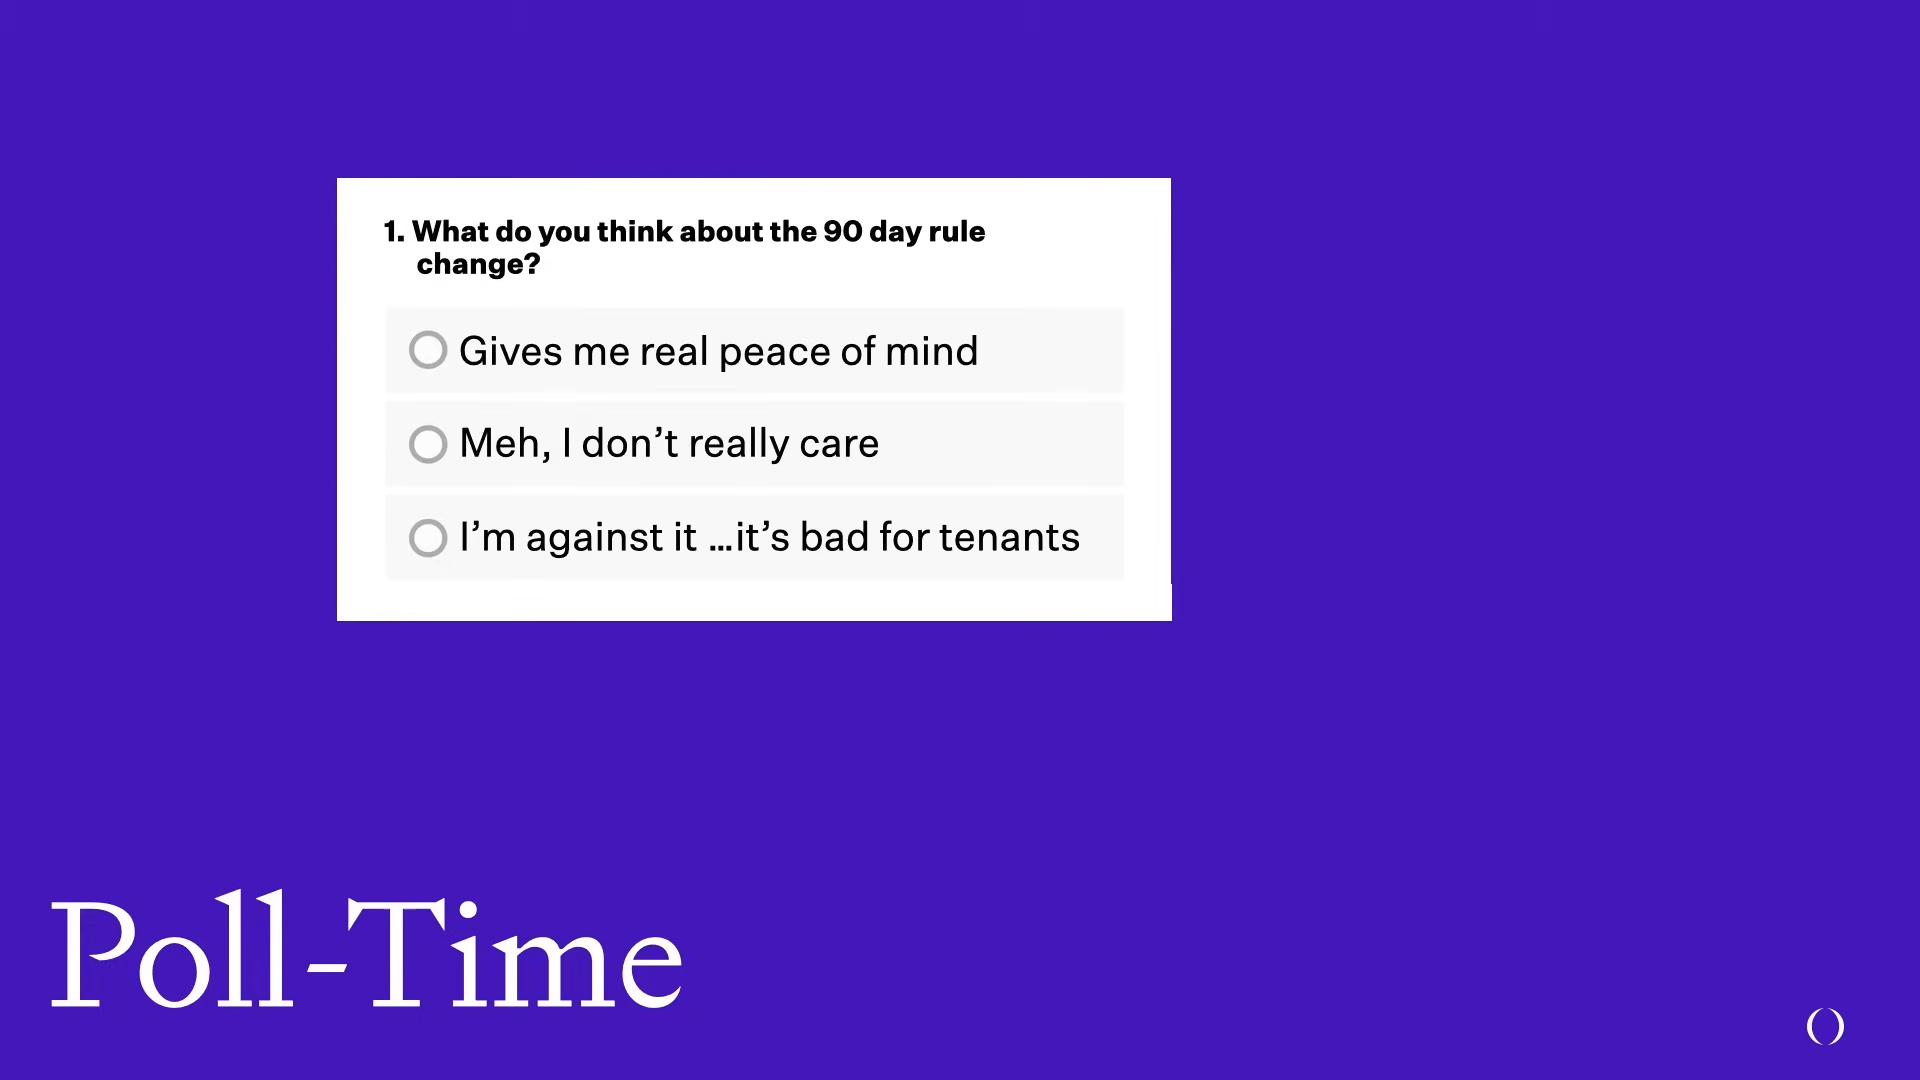 1. What do you think about the 90 day rule
change?
Gives me real peace of mind
Meh, I don’t really care
I’m against it ...it’s bad for tenants
Poll-Time